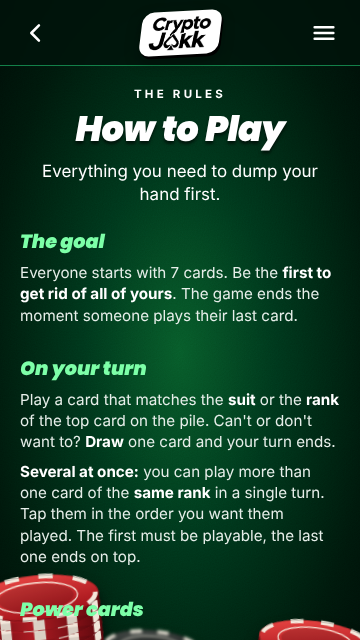 Crypto
Jokk
THE RULES
How to Play
Everything you need to dump your
hand first.
The goal
Everyone starts with 7 cards. Be the first to
get rid of all of yours. The game ends the
moment someone plays their last card.
On your turn
Play a card that matches the suit or the rank
of the top card on the pile. Can't or don't
want to? Draw one card and your turn ends.
Several at once: you can play more than
one card of the same rank in a single turn.
Tap them in the order you want them
played. The first must be playable, the last
one ends on top.
Power cards